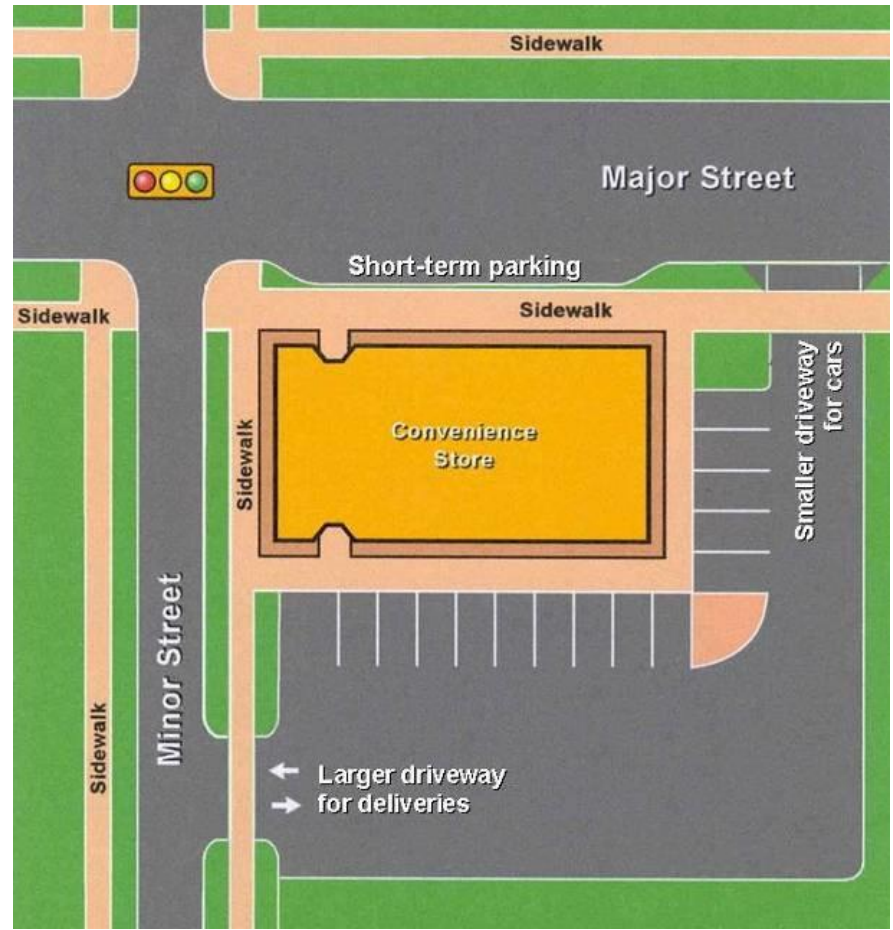 Sidewalk
Major Street
Short-term parking
Sidewalk
Sidewalk
Convenience
Store
Sidewalk
Smaller driveway
for cars
Minor Street
Sidewalk
Larger driveway
for deliveries